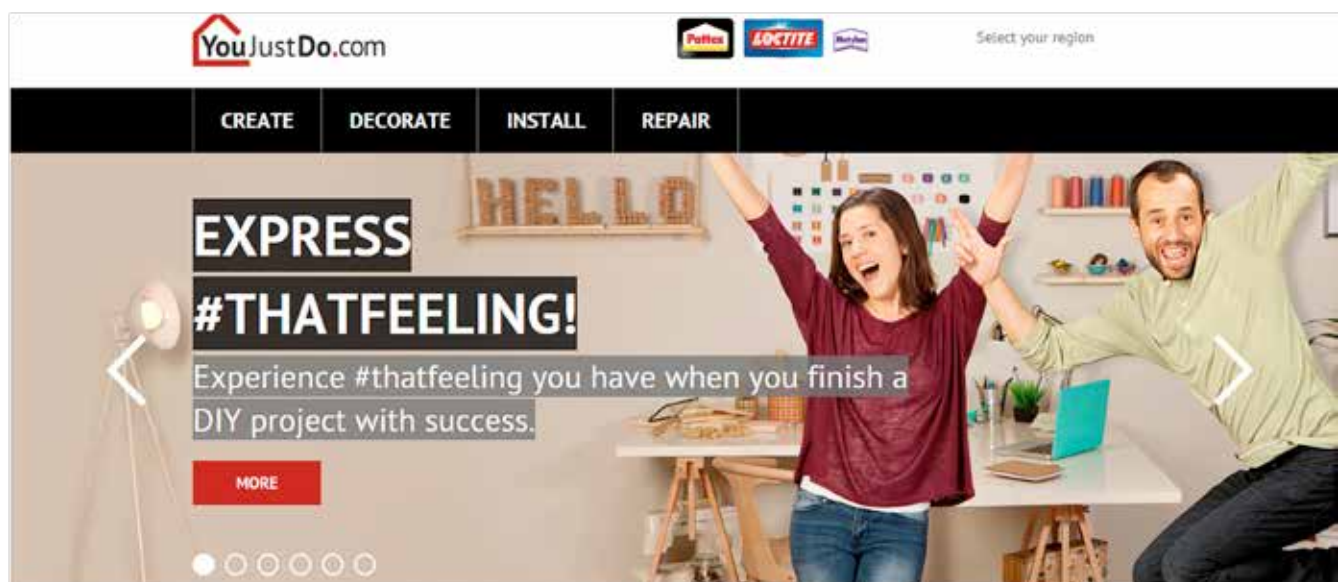 YouJustDo.com
Pattex
LOCTITE
Select your region
CREATE DECORATE INSTALL REPAIR
HELLO
EXPRESS
#THATFEELING!
Experience #thatfeeling you have when you finish a
DIY project with success.
MORE